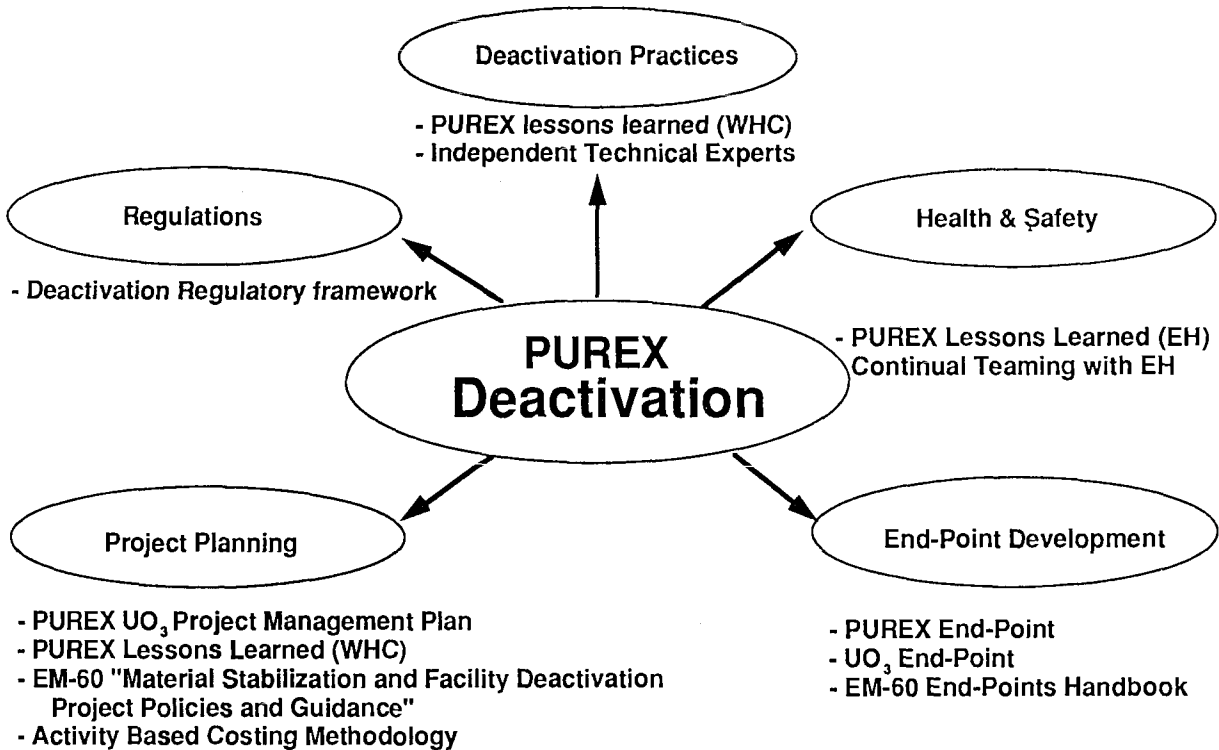 Deactivation Practices
- PUREX lessons learned (WHC)
- Independent Technical Experts
Regulations
- Deactivation Regulatory framework
Health & Safety
- PUREX Lessons Learned (EH)
Continual Teaming with EH
PUREX
Deactivation
Project Planning
- PUREX UO₃ Project Management Plan
- PUREX Lessons Learned (WHC)
- EM-60 "Material Stabilization and Facility Deactivation
Project Policies and Guidance"
- Activity Based Costing Methodology
End-Point Development
- PUREX End-Point
- UO₃ End-Point
- EM-60 End-Points Handbook